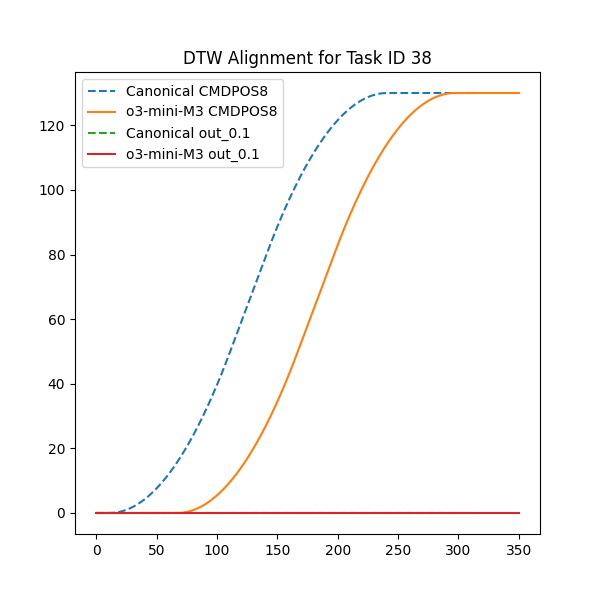 DTW Alignment for Task ID 38
Canonical CMDPOS8
o3-mini-M3 CMDPOS8
Canonical out_0.1
o3-mini-M3 out_0.1
120
100
80
60
40
20
0
0 50 100 150 200 250 300 350